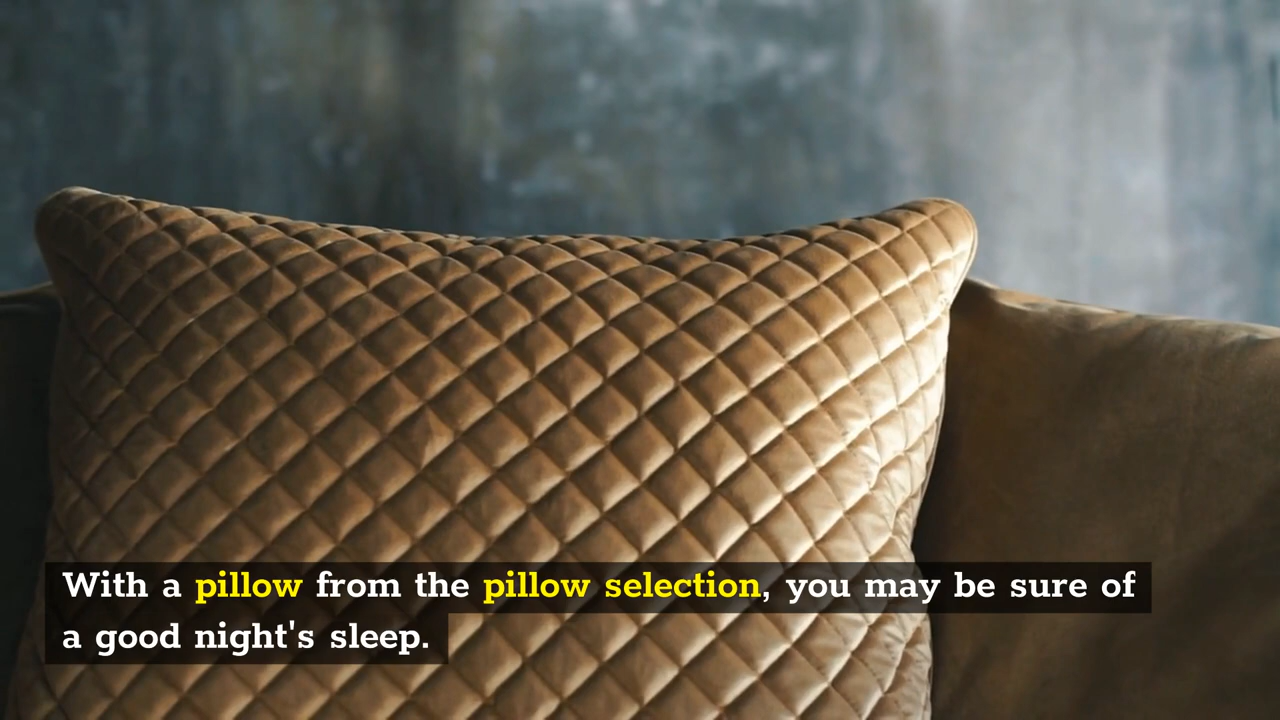 With a pillow from the pillow selection, you may be sure of
a good night's sleep.